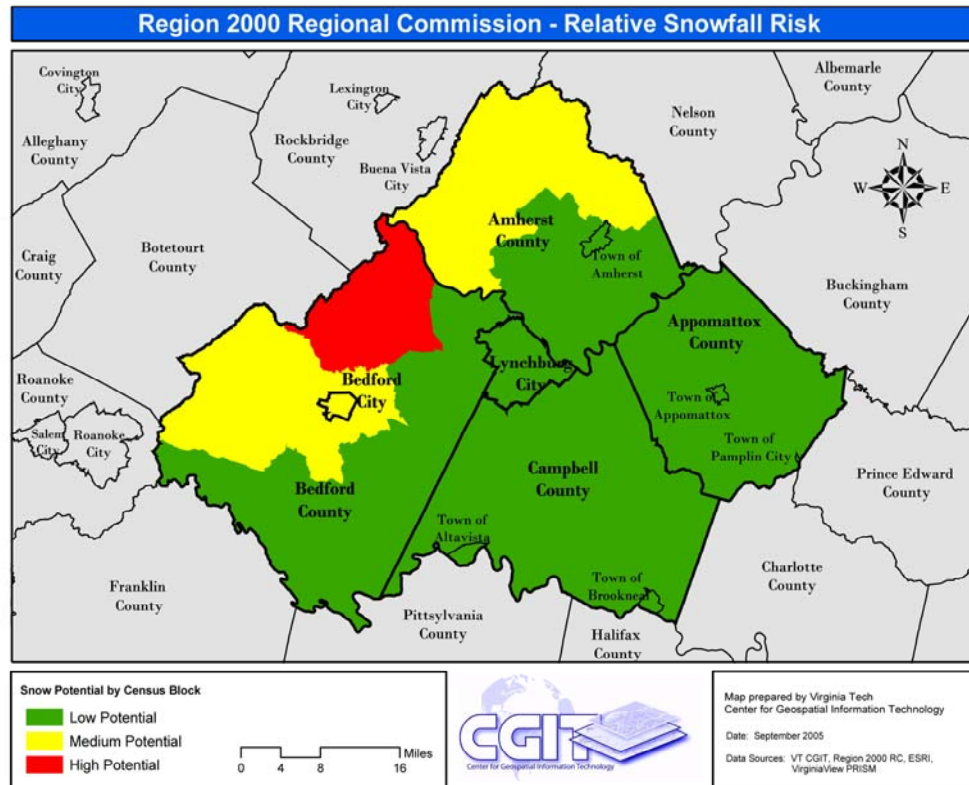 Region 2000 Regional Commission - Relative Snowfall Risk
Covington
City
Alleghany
County
Lexington
City
Rockbridge
County
Buena Vista
City
Nelson
County
Albemarle
County
N
W
E
S
Craig
County
Botetourt
County
Amherst
County
Town of
Amherst
Buckingham
County
Appomattox
County
Lynchburg
City
Roanoke
County
Salem
City
Roanoke
City
Bedford
City
Town of
Appomattox
Town of
Pamplin City
Prince Edward
County
Bedford
County
Campbell
County
Town of
Altavista
Franklin
County
Town of
Brookneal
Charlotte
County
Pittsylvania
County
Halifax
County
Snow Potential by Census Block
Low Potential
Medium Potential
High Potential
Miles
0 4 8 16
CGIT
Center for Geospatial Information Technology
Map prepared by Virginia Tech
Center for Geospatial Information Technology
Date: September 2005
Data Sources: VT CGIT, Region 2000 RC, ESRI,
VirginiaView PRISM